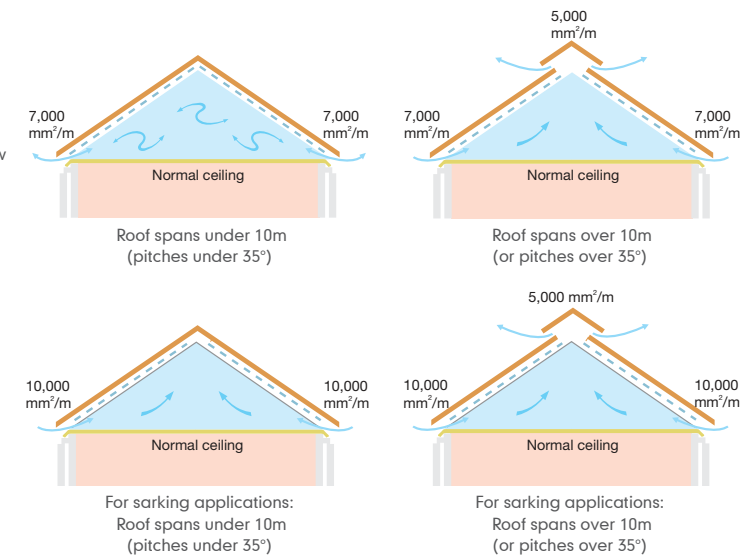 7,000
mm²/m
7,000
mm²/m
w
Normal ceiling
Roof spans under 10m
(pitches under 35°)
5,000
mm²/m
7,000
mm²/m
7,000
mm²/m
Normal ceiling
Roof spans over 10m
(or pitches over 35°)
10,000
mm²/m
10,000
mm²/m
Normal ceiling
For sarking applications:
Roof spans under 10m
(pitches under 35°)
5,000 mm²/m
10,000
mm²/m
10,000
mm²/m
Normal ceiling
For sarking applications:
Roof spans over 10m
(or pitches over 35°)